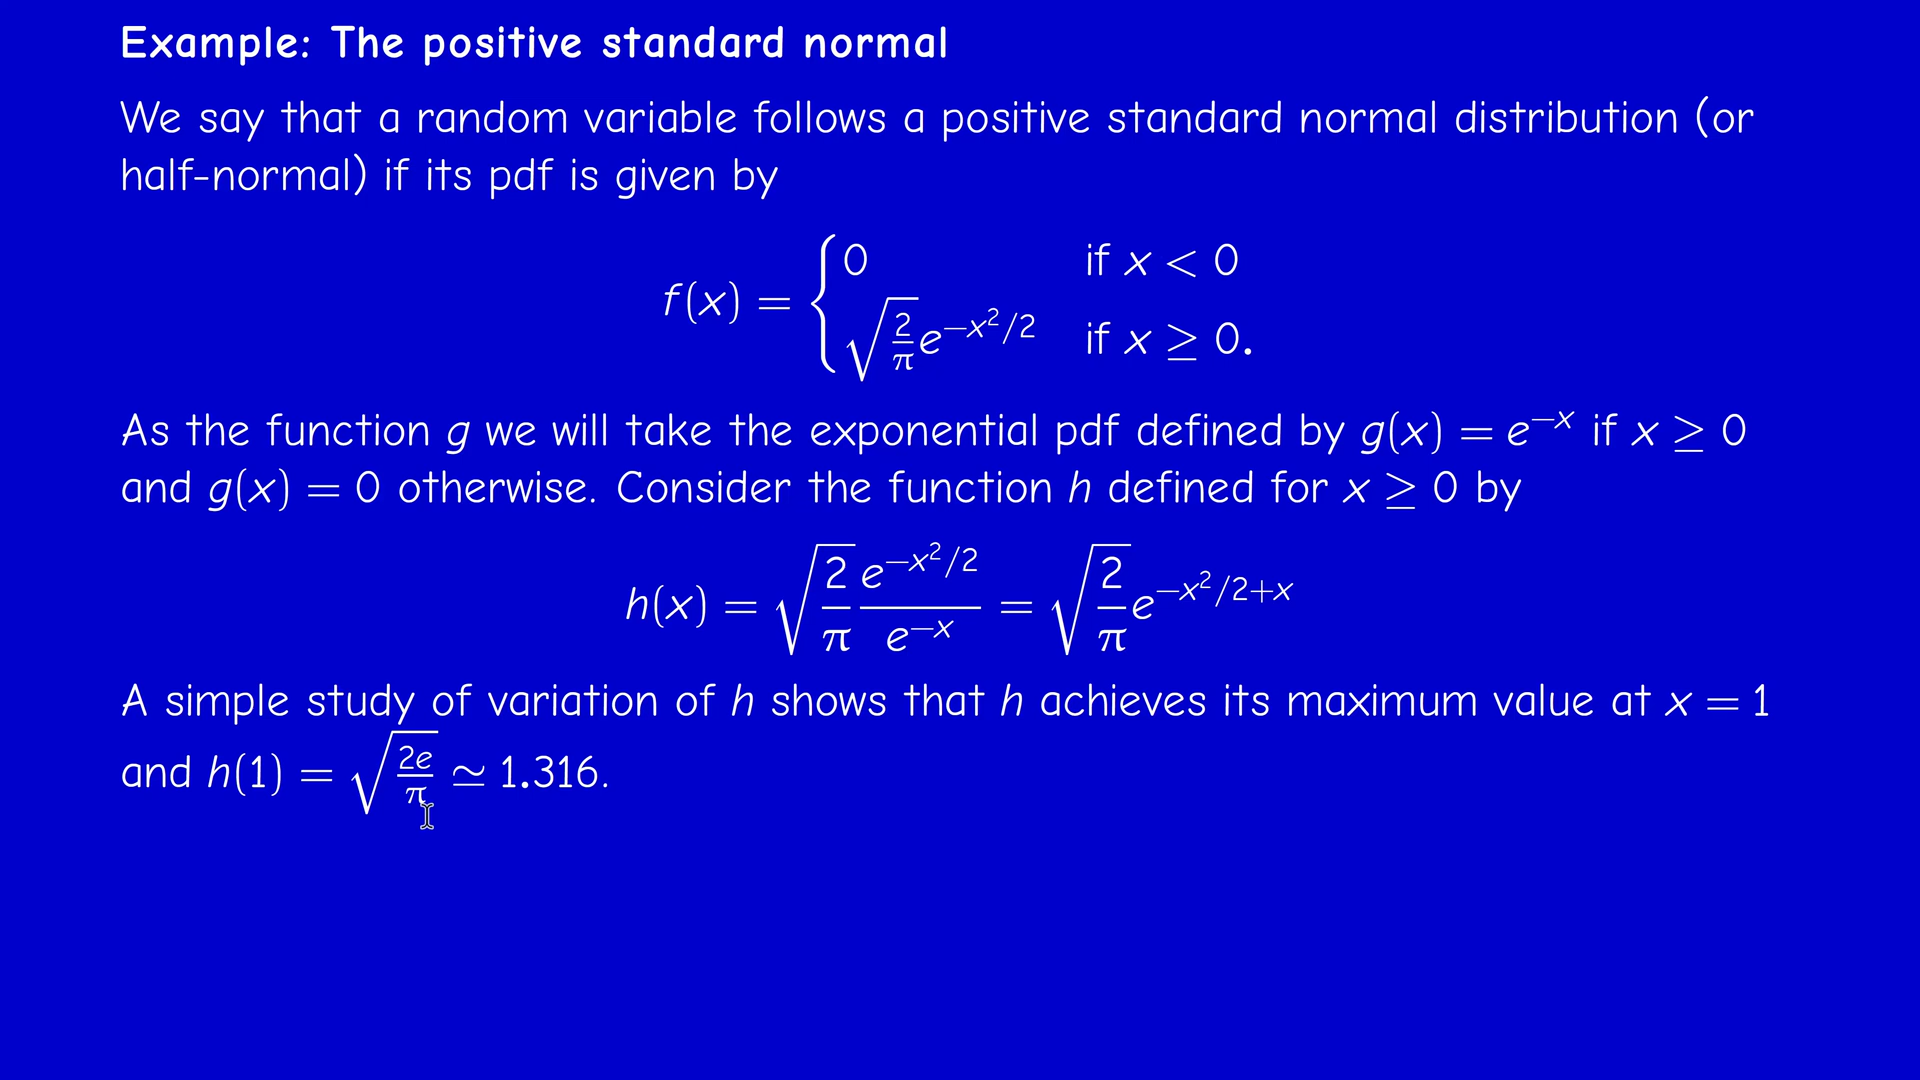 Example: The positive standard normal
We say that a random variable follows a positive standard normal distribution (or
half-normal) if its pdf is given by
f(x) = { 0 if x < 0
√(2/π) e^{−x²/2} if x ≥ 0.
As the function g we will take the exponential pdf defined by g(x) = e^{−x} if x ≥ 0
and g(x) = 0 otherwise. Consider the function h defined for x ≥ 0 by
h(x) = √(2/π) e^{−x²/2}/e^{−x} = √(2/π) e^{−x²/2+x}
A simple study of variation of h shows that h achieves its maximum value at x = 1
and h(1) = √(2e/π) ≃ 1.316.